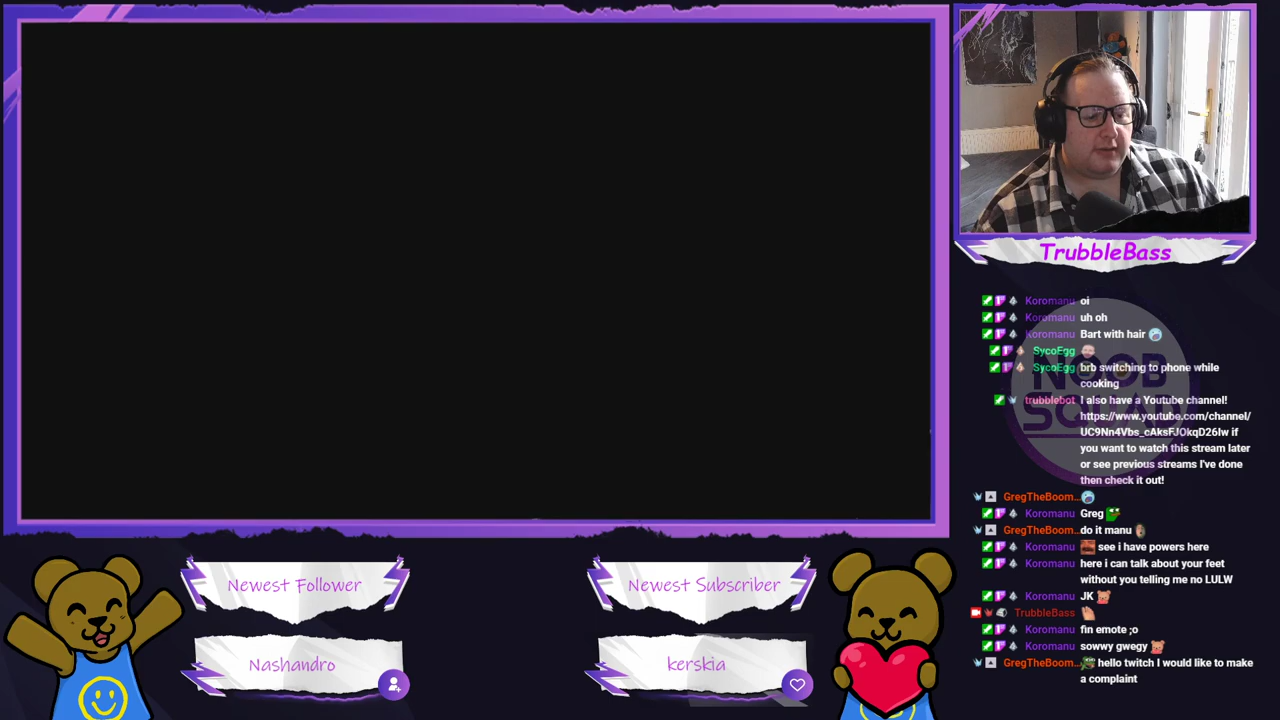 TrubbleBass
Koromanu oi
Koromanu uh oh
Koromanu Bart with hair
SycoEgg
SycoEgg brb switching to phone while
cooking
trubblebot I also have a Youtube channel!
https://www.youtube.com/channel/
UC9Nn4Vbs_cAksFJOkqD26lw if
you want to watch this stream later
or see previous streams I've done
then check it out!
NOOB
SQUAD
GregTheBoom...
Koromanu Greg
GregTheBoom... do it manu
Koromanu see i have powers here
Koromanu here i can talk about your feet
without you telling me no LULW
Koromanu JK
TrubbleBass
Koromanu fin emote ;o
Koromanu sowwy gwegy
GregTheBoom... hello twitch I would like to make
a complaint
Newest Follower
Nashandro
Newest Subscriber
kerskia